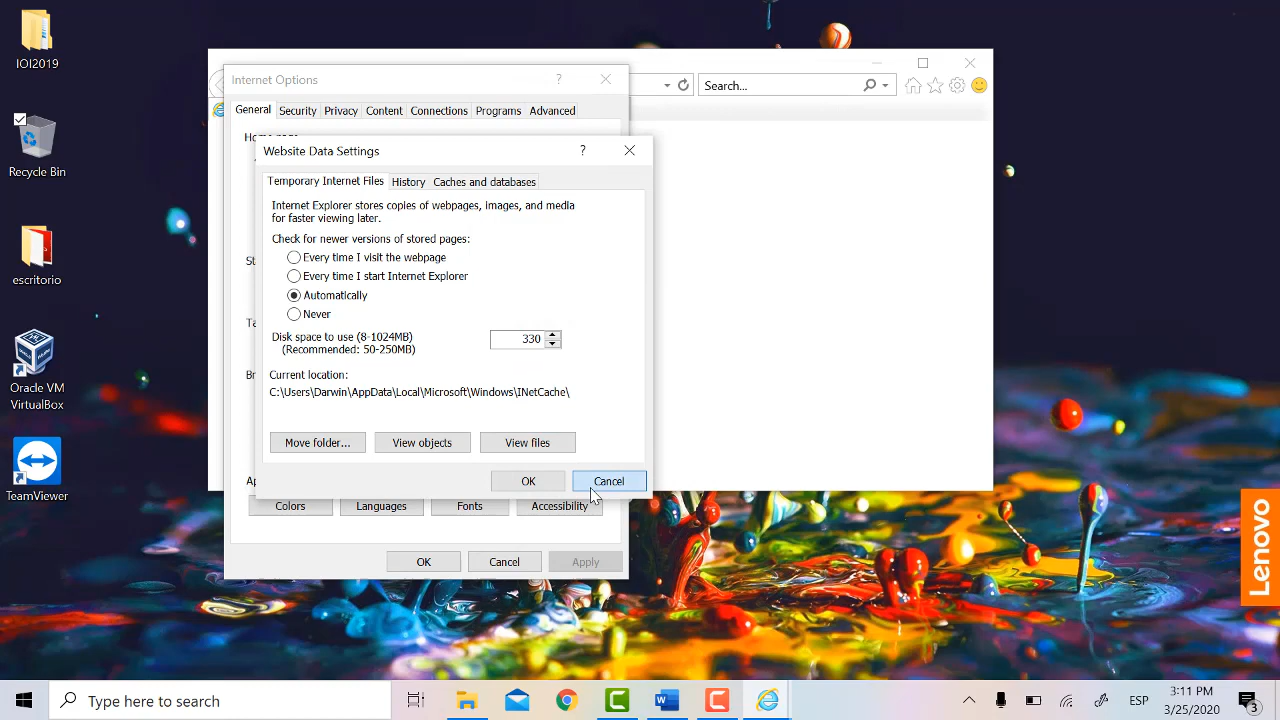 IOI2019
Recycle Bin
escritorio
Oracle VM
VirtualBox
TeamViewer
Search...
Internet Options
?
General
Security
Privacy
Content
Connections
Programs
Advanced
Website Data Settings
?
Temporary Internet Files
History
Caches and databases
Internet Explorer stores copies of webpages, images, and media
for faster viewing later.
Check for newer versions of stored pages:
Every time I visit the webpage
Every time I start Internet Explorer
Automatically
Never
Disk space to use (8-1024MB)
(Recommended: 50-250MB)
330
Current location:
C:\Users\Darwin\AppData\Local\Microsoft\Windows\INetCache\
Move folder...
View objects
View files
OK
Cancel
Colors
Languages
Fonts
Accessibility
OK
Cancel
Apply
Lenovo
Type here to search
ESP
3:11 PM
3/25/2020
3